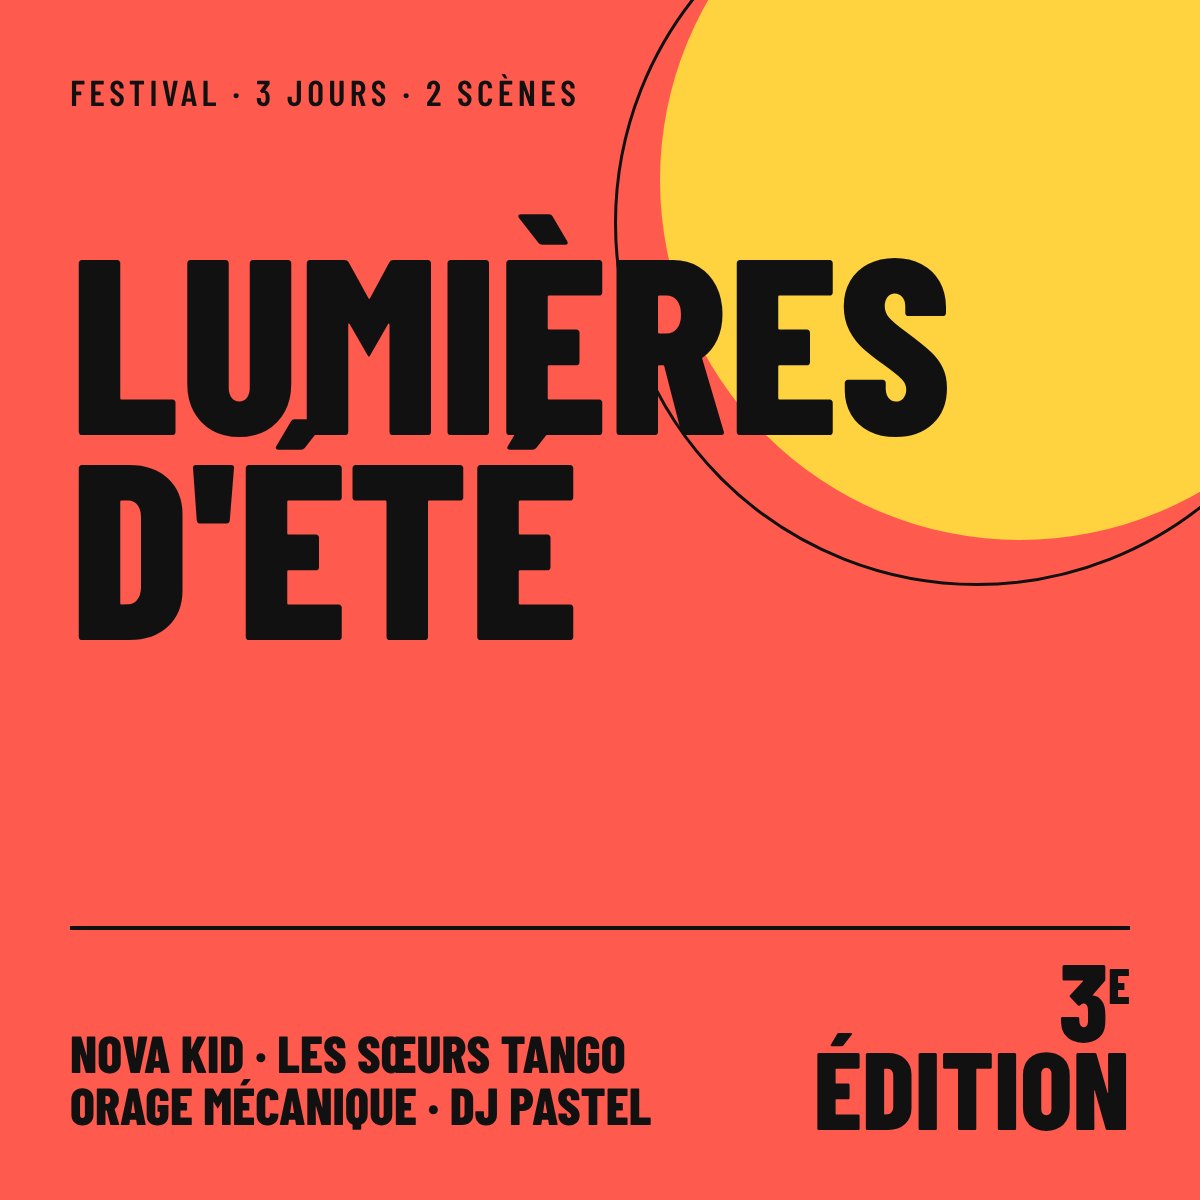 FESTIVAL · 3 JOURS · 2 SCÈNES
LUMIÈRES
D'ÉTÉ
NOVA KID · LES SŒURS TANGO
ORAGE MÉCANIQUE · DJ PASTEL
3E
ÉDITION